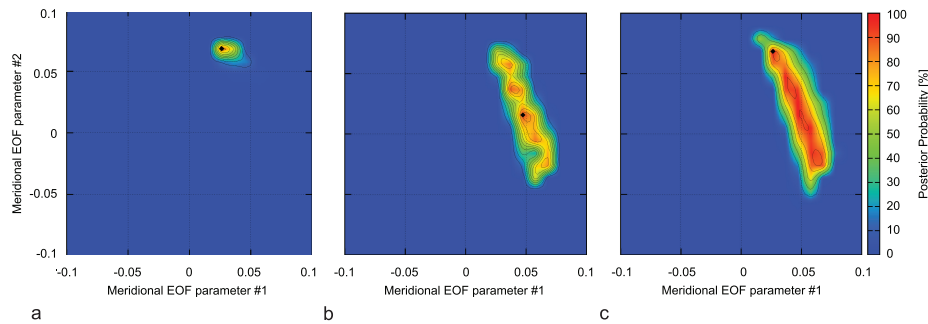 0.1
0.05
0
-0.05
-0.1
Meridional EOF parameter #2
-0.1 -0.05 0 0.05 0.1
Meridional EOF parameter #1
a
-0.1 -0.05 0 0.05 0.1
Meridional EOF parameter #1
b
-0.1 -0.05 0 0.05 0.1
Meridional EOF parameter #1
c
100
90
80
70
60
50
40
30
20
10
0
Posterior Probability [%]